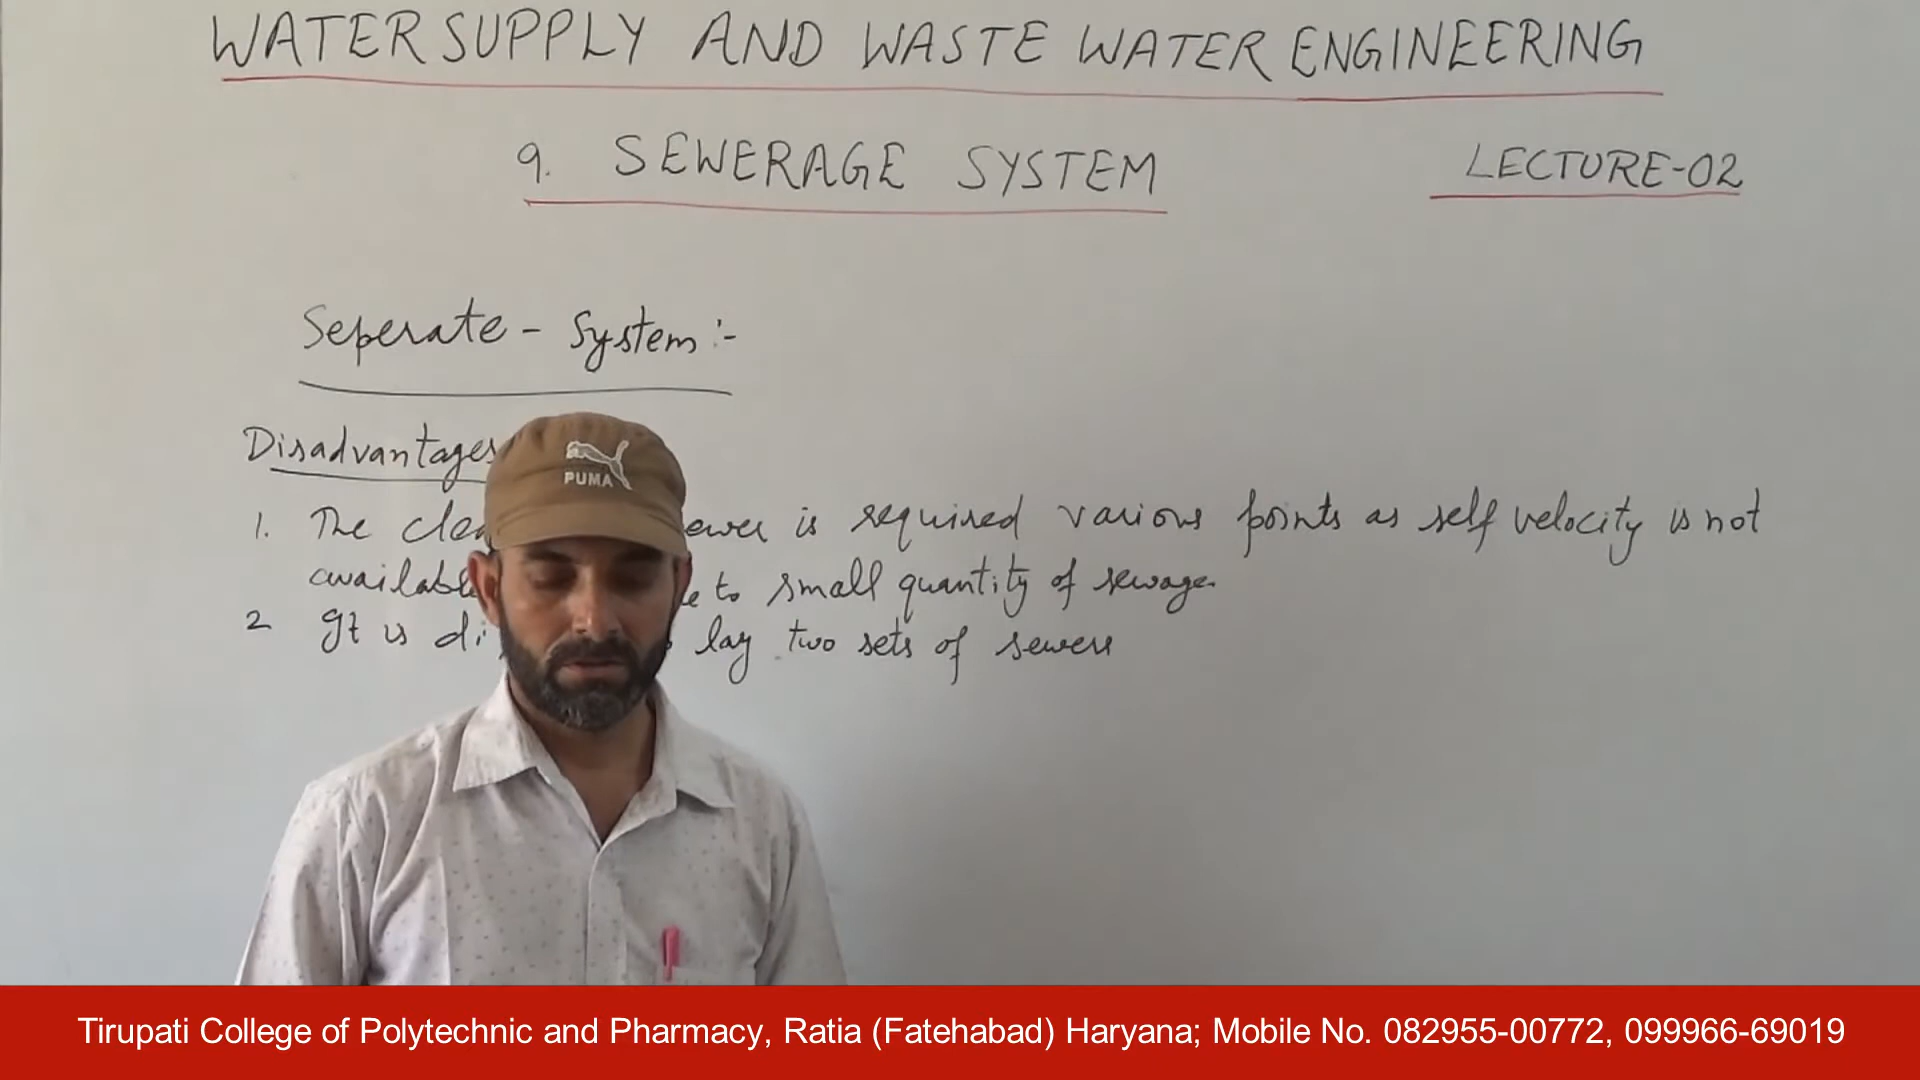 WATER SUPPLY AND WASTE WATER ENGINEERING
9. SEWERAGE SYSTEM
LECTURE-02
Seperate - System :-
Disadvantages
1. The is required various points as self velocity is not
to small quantity of sewage.
2 It is lay two sets of sewers
PUMA
Tirupati College of Polytechnic and Pharmacy, Ratia (Fatehabad) Haryana; Mobile No. 082955-00772, 099966-69019